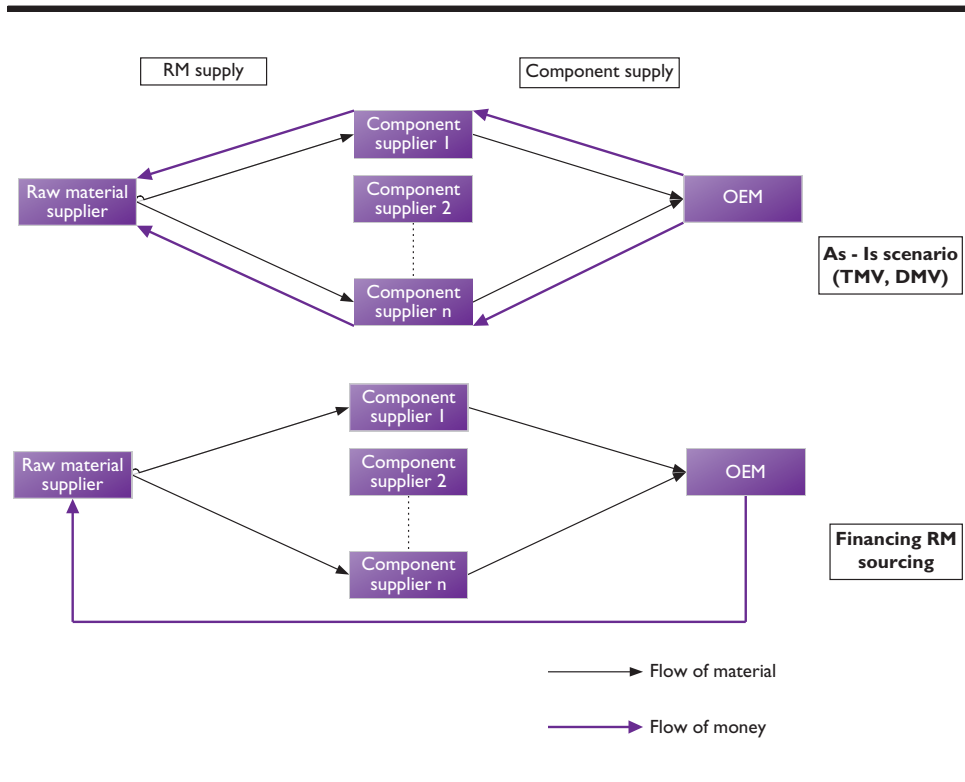 RM supply
Component supply
Component
supplier 1
Raw material
supplier
Component
supplier 2
OEM
As - Is scenario
(TMV, DMV)
Component
supplier n
Component
supplier 1
Raw material
supplier
Component
supplier 2
OEM
Financing RM
sourcing
Component
supplier n
Flow of material
Flow of money